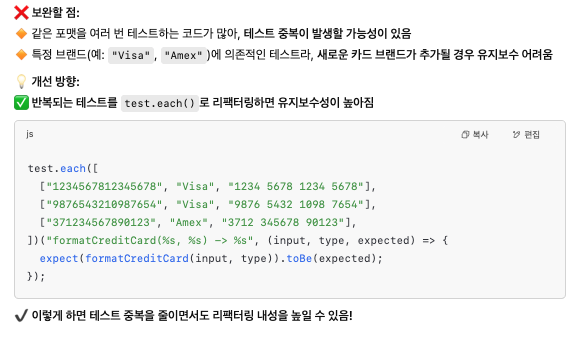 ❌ 보완할 점:
🔸 같은 포맷을 여러 번 테스트하는 코드가 많아, 테스트 중복이 발생할 가능성이 있음
🔸 특정 브랜드(예: "Visa", "Amex")에 의존적인 테스트라, 새로운 카드 브랜드가 추가될 경우 유지보수 어려움
💡 개선 방향:
✅ 반복되는 테스트를 test.each()로 리팩터링하면 유지보수성이 높아짐
js 복사 편집
test.each([
  ["1234567812345678", "Visa", "1234 5678 1234 5678"],
  ["9876543210987654", "Visa", "9876 5432 1098 7654"],
  ["371234567890123", "Amex", "3712 345678 90123"],
])("formatCreditCard(%s, %s) -> %s", (input, type, expected) => {
  expect(formatCreditCard(input, type)).toBe(expected);
});
✔ 이렇게 하면 테스트 중복을 줄이면서도 리팩터링 내성을 높일 수 있음!